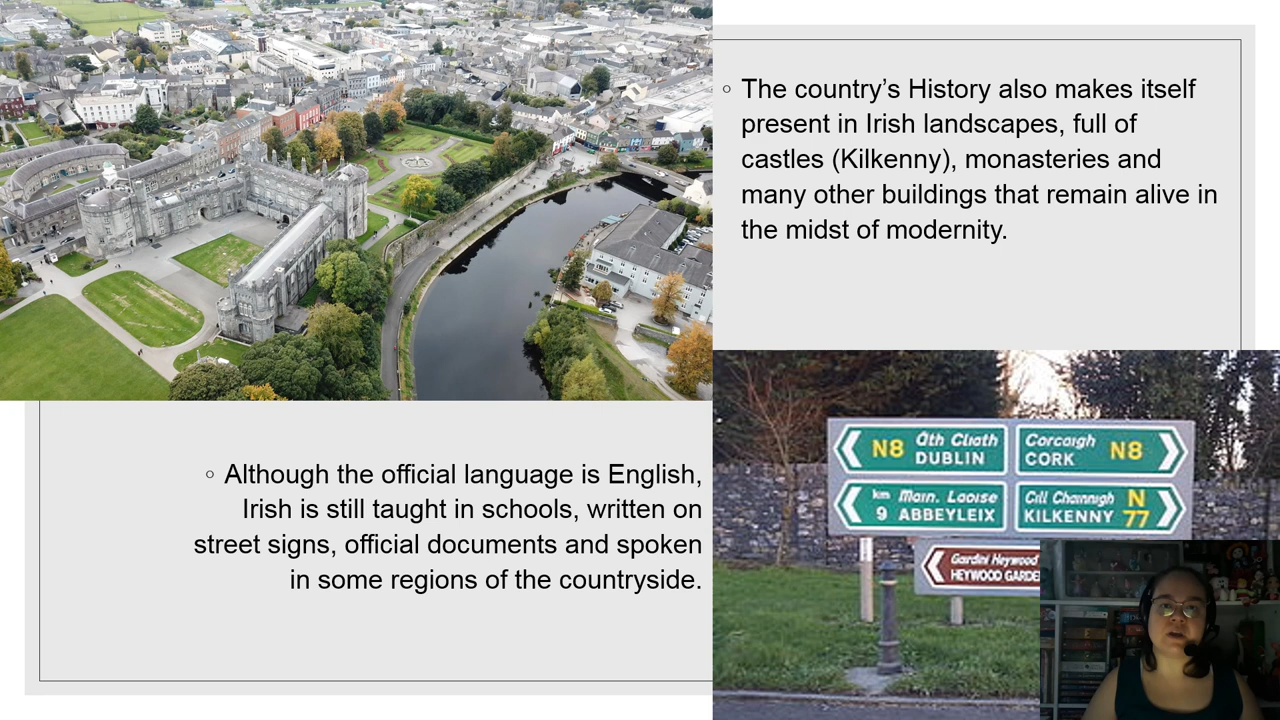 The country’s History also makes itself
present in Irish landscapes, full of
castles (Kilkenny), monasteries and
many other buildings that remain alive in
the midst of modernity.
Although the official language is English,
Irish is still taught in schools, written on
street signs, official documents and spoken
in some regions of the countryside.
N8 Áth Cliath
DUBLIN
Corcaigh
CORK N8
km Main. Laoise
9 ABBEYLEIX
Cill Chainnigh N
KILKENNY 77
Gardíní Heywood
HEYWOOD GARDE